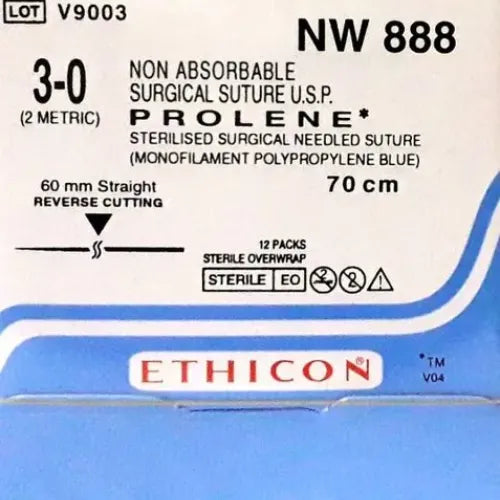 LOT V9003
NW 888
3-0
(2 METRIC)
NON ABSORBABLE
SURGICAL SUTURE U.S.P.
PROLENE*
STERILISED SURGICAL NEEDLED SUTURE
(MONOFILAMENT POLYPROPYLENE BLUE)
60 mm Straight
REVERSE CUTTING
70 cm
12 PACKS
STERILE OVERWRAP
STERILE EO
ETHICON®
*TM
V04